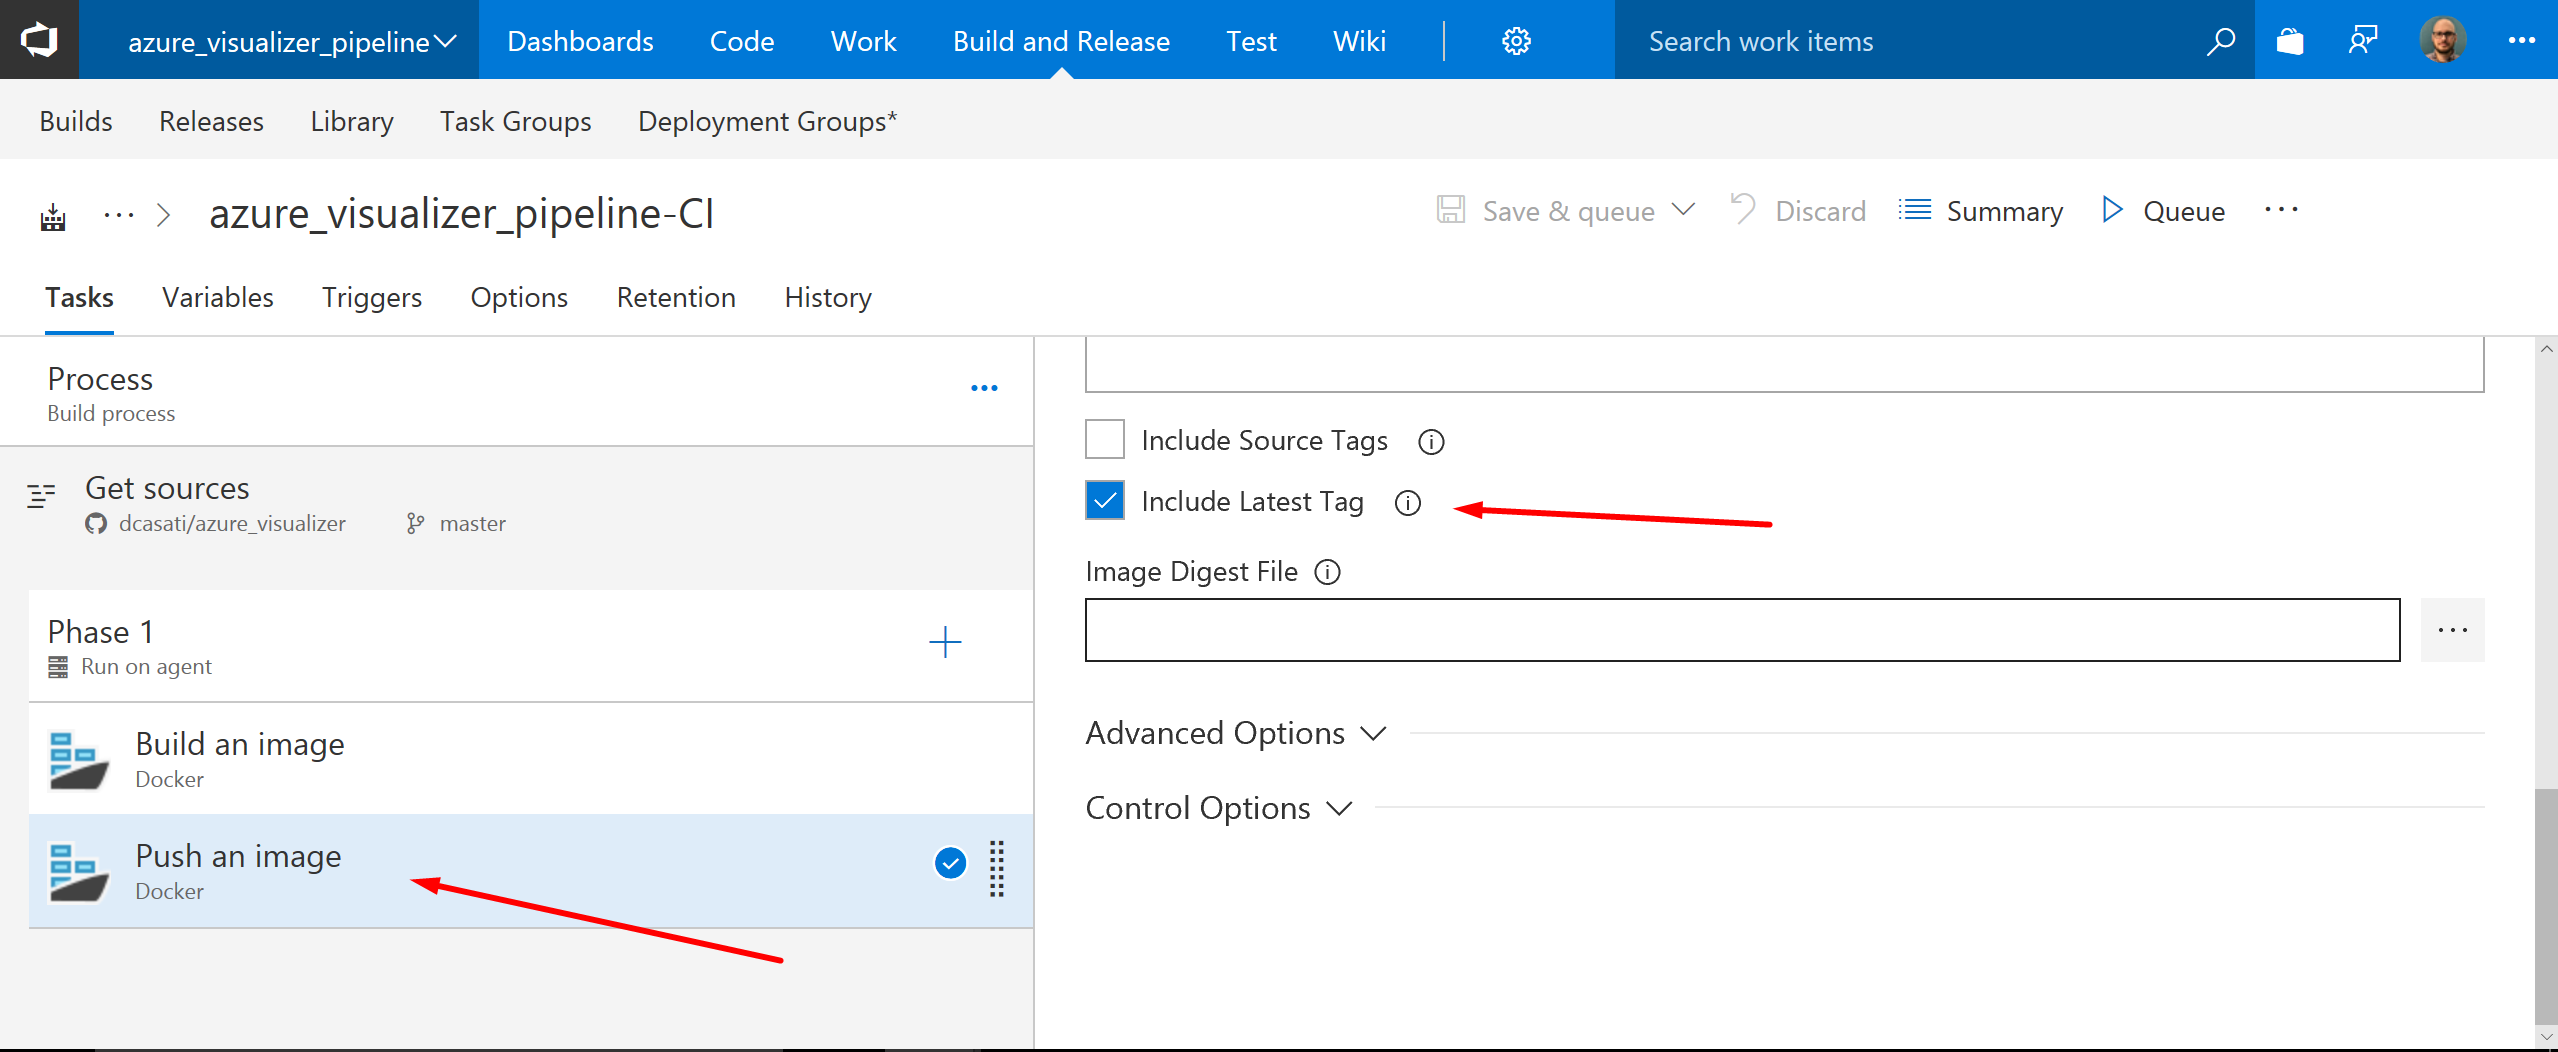 azure_visualizer_pipeline Dashboards Code Work Build and Release Test Wiki Search work items
Builds Releases Library Task Groups Deployment Groups*
... > azure_visualizer_pipeline-CI Save & queue Discard Summary Queue ...
Tasks Variables Triggers Options Retention History
Process
Build process
Get sources
dcasati/azure_visualizer master
Phase 1
Run on agent
Build an image
Docker
Push an image
Docker
Include Source Tags
Include Latest Tag
Image Digest File
...
Advanced Options
Control Options